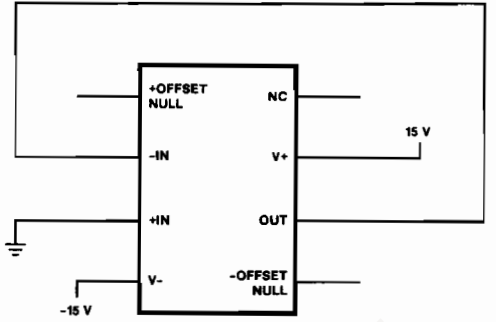 +OFFSET
NULL
NC
15 V
-IN
V+
+IN
OUT
V-
-OFFSET
NULL
-15 V